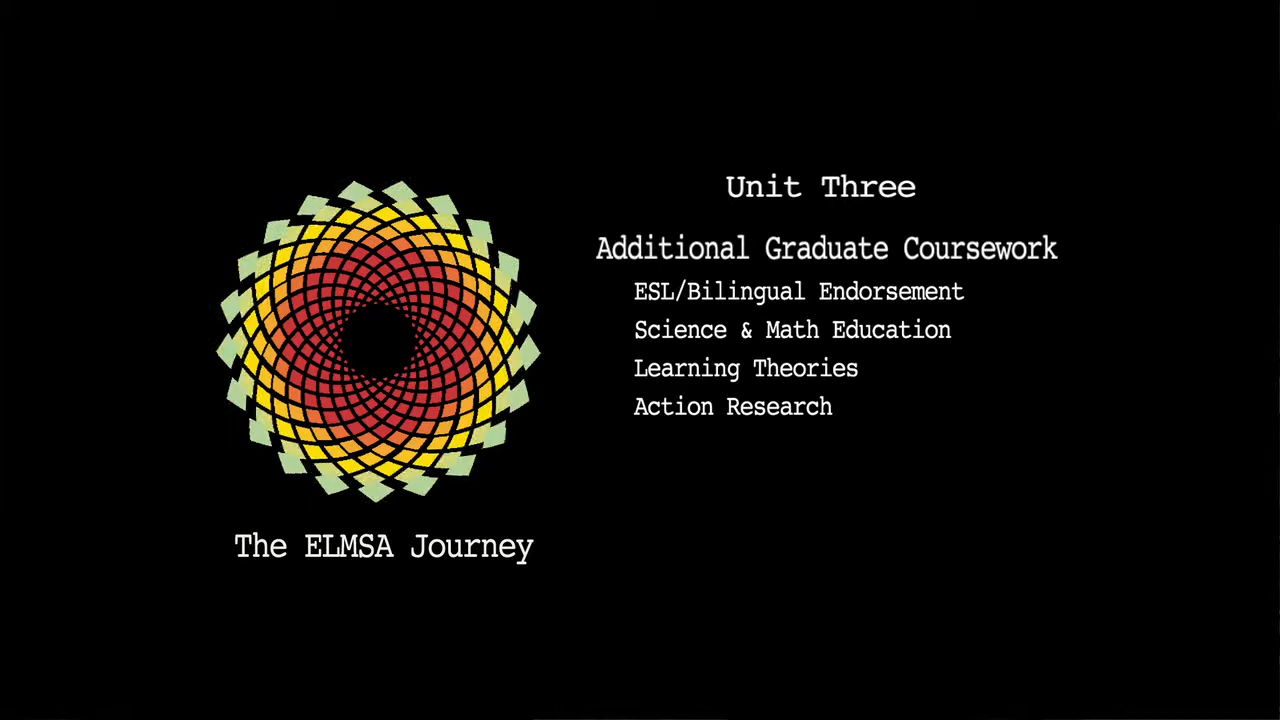 Unit Three
Additional Graduate Coursework
ESL/Bilingual Endorsement
Science & Math Education
Learning Theories
Action Research
The ELMSA Journey